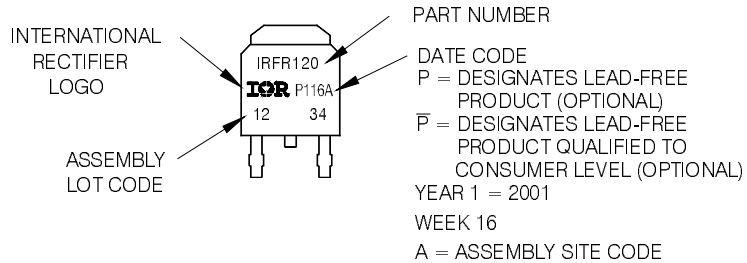 INTERNATIONAL
RECTIFIER
LOGO
ASSEMBLY
LOT CODE
IRFR120
IOR P116A
12 34
PART NUMBER
DATE CODE
P = DESIGNATES LEAD-FREE
PRODUCT (OPTIONAL)
P̅ = DESIGNATES LEAD-FREE
PRODUCT QUALIFIED TO
CONSUMER LEVEL (OPTIONAL)
YEAR 1 = 2001
WEEK 16
A = ASSEMBLY SITE CODE